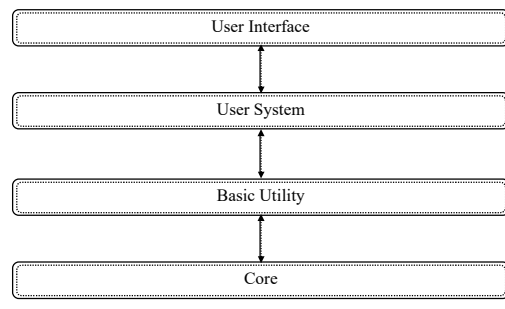 User Interface
User System
Basic Utility
Core